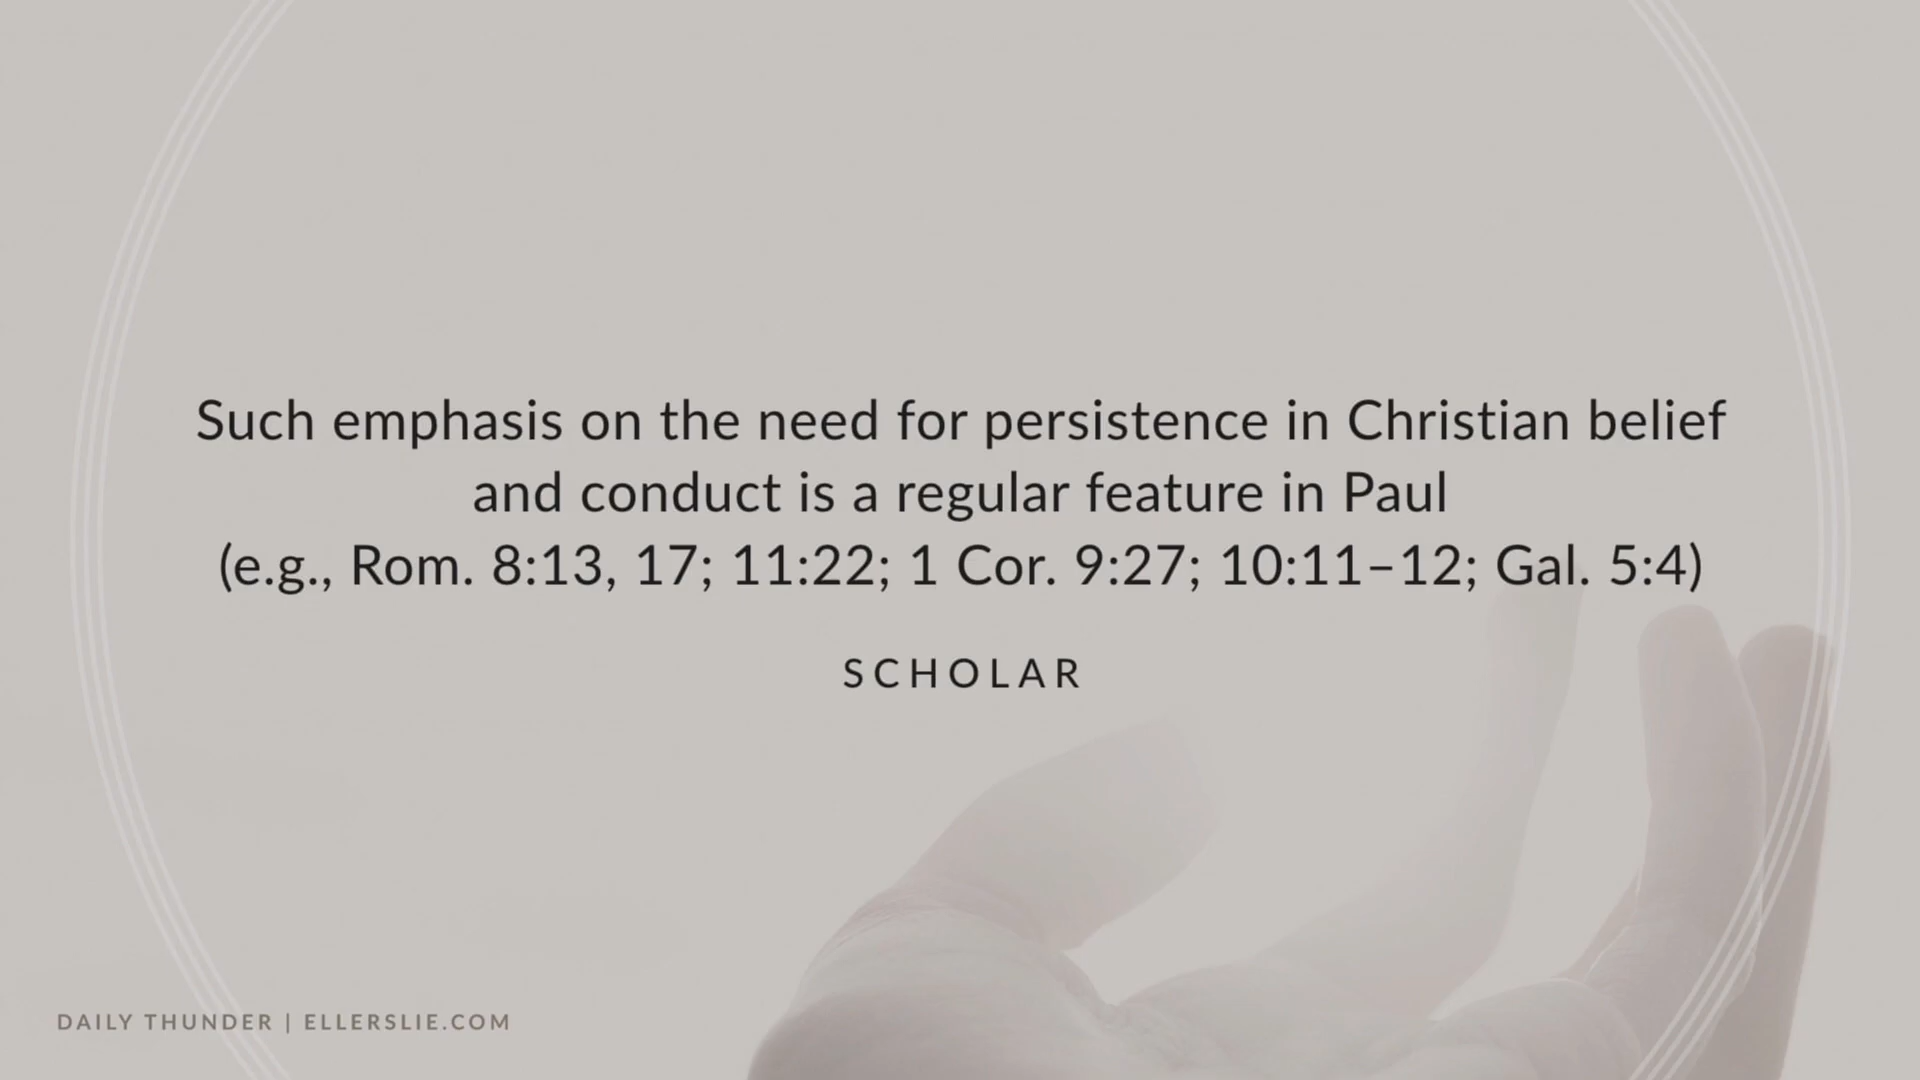 Such emphasis on the need for persistence in Christian belief
and conduct is a regular feature in Paul
(e.g., Rom. 8:13, 17; 11:22; 1 Cor. 9:27; 10:11–12; Gal. 5:4)
SCHOLAR
DAILY THUNDER | ELLERSLIE.COM